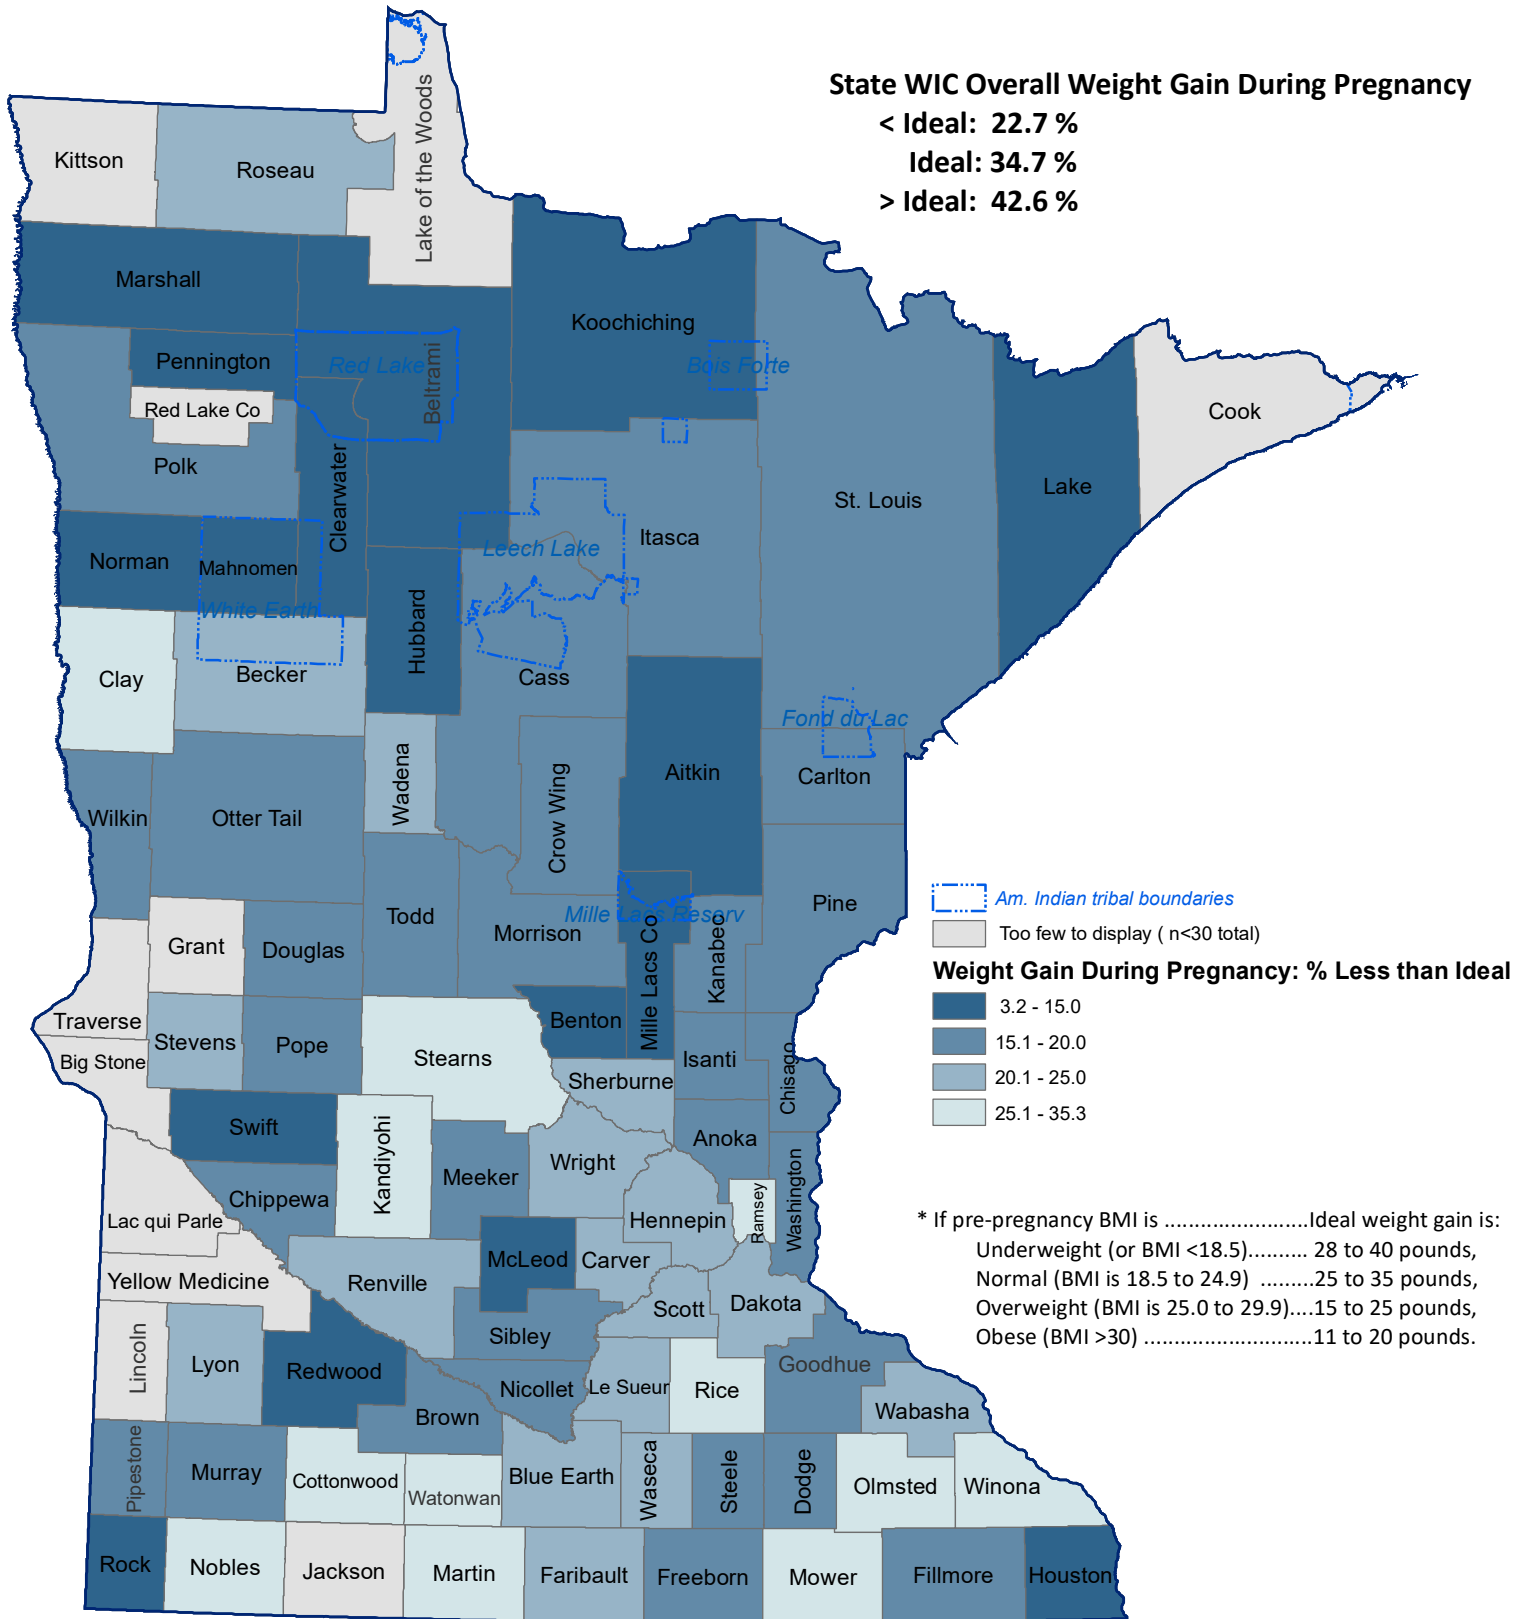 State WIC Overall Weight Gain During Pregnancy
< Ideal: 22.7 %
Ideal: 34.7 %
> Ideal: 42.6 %
Kittson
Roseau
Lake of the Woods
Marshall
Koochiching
Pennington
Red Lake
Beltrami
Bois Forte
Red Lake Co
Cook
Polk
Clearwater
St. Louis
Lake
Norman
Mahnomen
Leech Lake
Itasca
White Earth
Hubbard
Clay
Becker
Cass
Fond du Lac
Wadena
Aitkin
Carlton
Wilkin
Otter Tail
Crow Wing
Todd
Morrison
Mille Lacs Reserv
Mille Lacs Co
Kanabec
Pine
Grant
Douglas
Traverse
Stevens
Pope
Stearns
Benton
Isanti
Chisago
Big Stone
Sherburne
Swift
Kandiyohi
Meeker
Wright
Anoka
Chippewa
Lac qui Parle
Hennepin
Ramsey
Washington
Yellow Medicine
Renville
McLeod
Carver
Scott
Dakota
Lincoln
Lyon
Redwood
Sibley
Nicollet
Le Sueur
Rice
Goodhue
Brown
Wabasha
Pipestone
Murray
Cottonwood
Watonwan
Blue Earth
Waseca
Steele
Dodge
Olmsted
Winona
Rock
Nobles
Jackson
Martin
Faribault
Freeborn
Mower
Fillmore
Houston
Am. Indian tribal boundaries
Too few to display ( n<30 total)
Weight Gain During Pregnancy: % Less than Ideal
3.2 - 15.0
15.1 - 20.0
20.1 - 25.0
25.1 - 35.3
* If pre-pregnancy BMI is .......................Ideal weight gain is:
Underweight (or BMI <18.5).......... 28 to 40 pounds,
Normal (BMI is 18.5 to 24.9) .........25 to 35 pounds,
Overweight (BMI is 25.0 to 29.9)....15 to 25 pounds,
Obese (BMI >30) ...........................11 to 20 pounds.